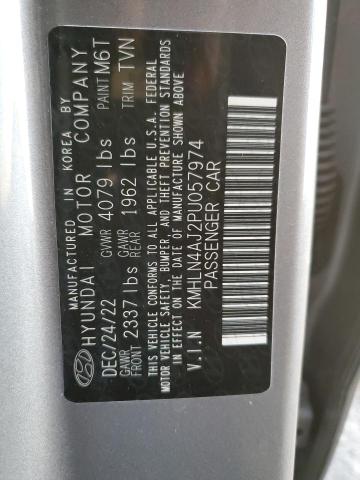 MANUFACTURED IN KOREA BY
HYUNDAI MOTOR COMPANY
DEC/24/22 GVWR 4079 lbs PAINT M6T
GAWR FRONT 2337 lbs GAWR REAR 1962 lbs TRIM TVN
THIS VEHICLE CONFORMS TO ALL APPLICABLE U.S.A. FEDERAL
MOTOR VEHICLE SAFETY, BUMPER, AND THEFT PREVENTION STANDARDS
IN EFFECT ON THE DATE OF MANUFACTURE SHOWN ABOVE.
V.I.N KMHLN4AJ2PU057974
PASSENGER CAR